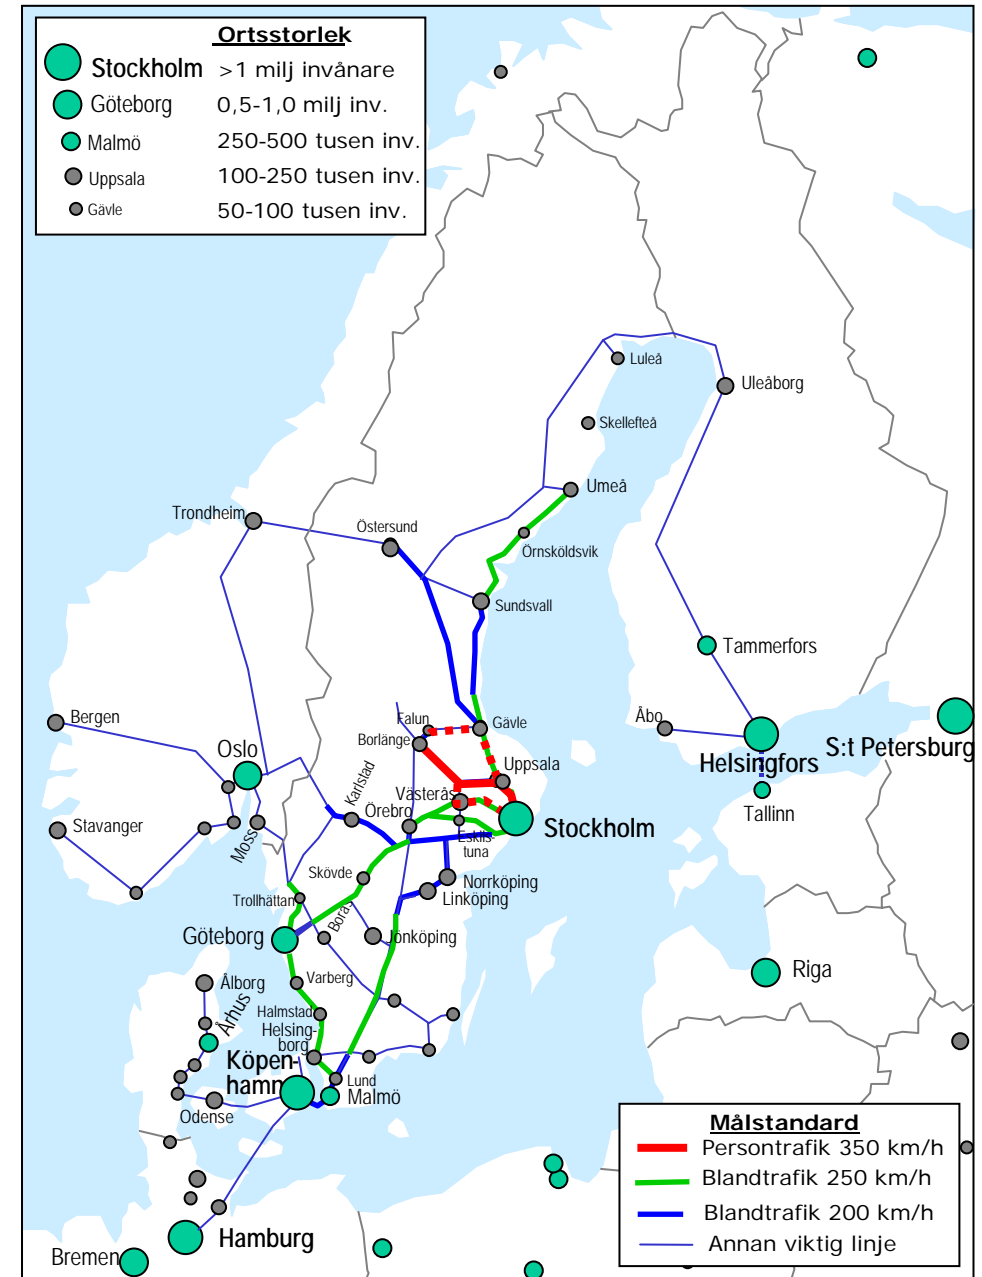 Ortsstorlek
Stockholm >1 milj invånare
Göteborg 0,5-1,0 milj inv.
Malmö 250-500 tusen inv.
Uppsala 100-250 tusen inv.
Gävle 50-100 tusen inv.
Luleå
Uleåborg
Skellefteå
Umeå
Trondheim
Östersund
Örnsköldsvik
Sundsvall
Tammerfors
Bergen
Falun
Gävle
Åbo
Borlänge
Oslo
Helsingfors
S:t Petersburg
Uppsala
Karlstad
Västerås
Örebro
Tallinn
Stavanger
Moss
Stockholm
Eskils-
tuna
Skövde
Norrköping
Linköping
Trollhättan
Borås
Göteborg
Jönköping
Riga
Ålborg
Varberg
Århus
Halmstad
Helsing-
borg
Köpen-
hamn
Lund
Malmö
Odense
Målstandard
Persontrafik 350 km/h
Blandtrafik 250 km/h
Blandtrafik 200 km/h
Annan viktig linje
Hamburg
Bremen